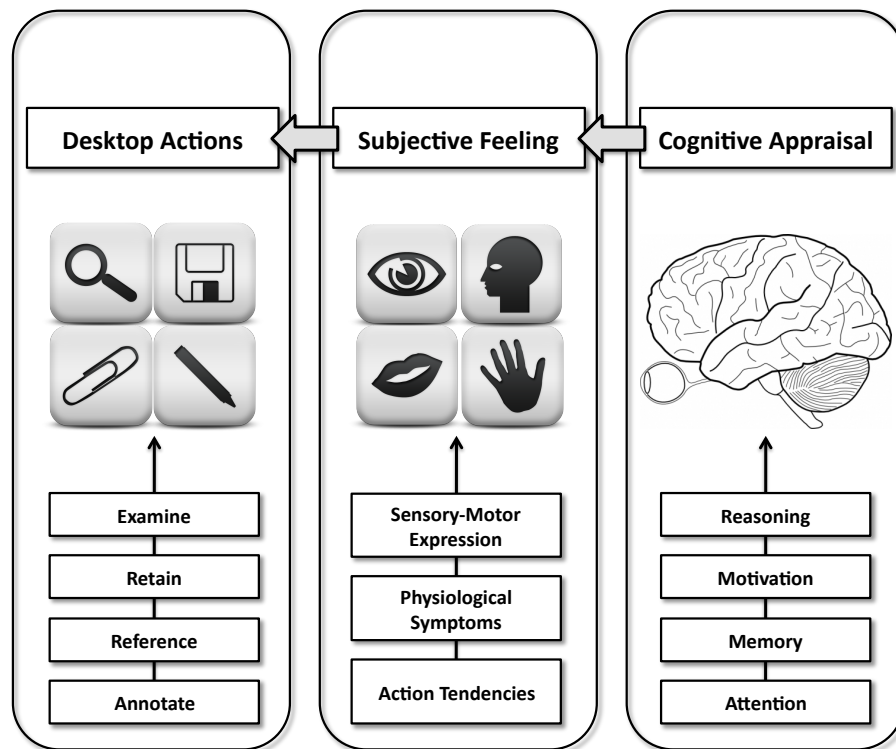 Desktop Actions
Subjective Feeling
Cognitive Appraisal
Examine
Retain
Reference
Annotate
Sensory-Motor
Expression
Physiological
Symptoms
Action Tendencies
Reasoning
Motivation
Memory
Attention